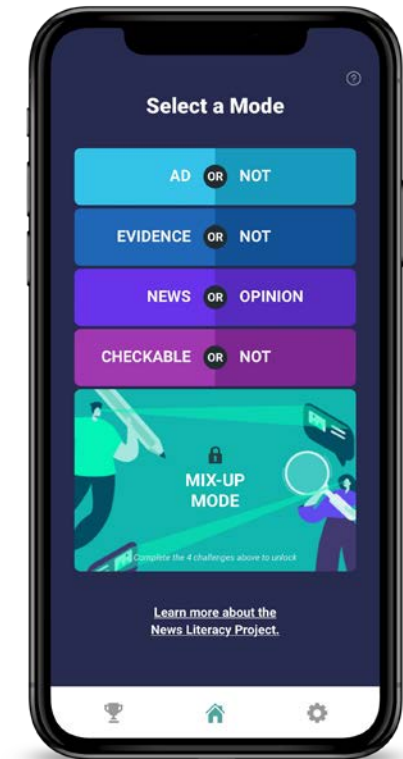 Select a Mode
AD OR NOT
EVIDENCE OR NOT
NEWS OR OPINION
CHECKABLE OR NOT
MIX-UP
MODE
Complete the 4 challenges above to unlock
Learn more about the
News Literacy Project.